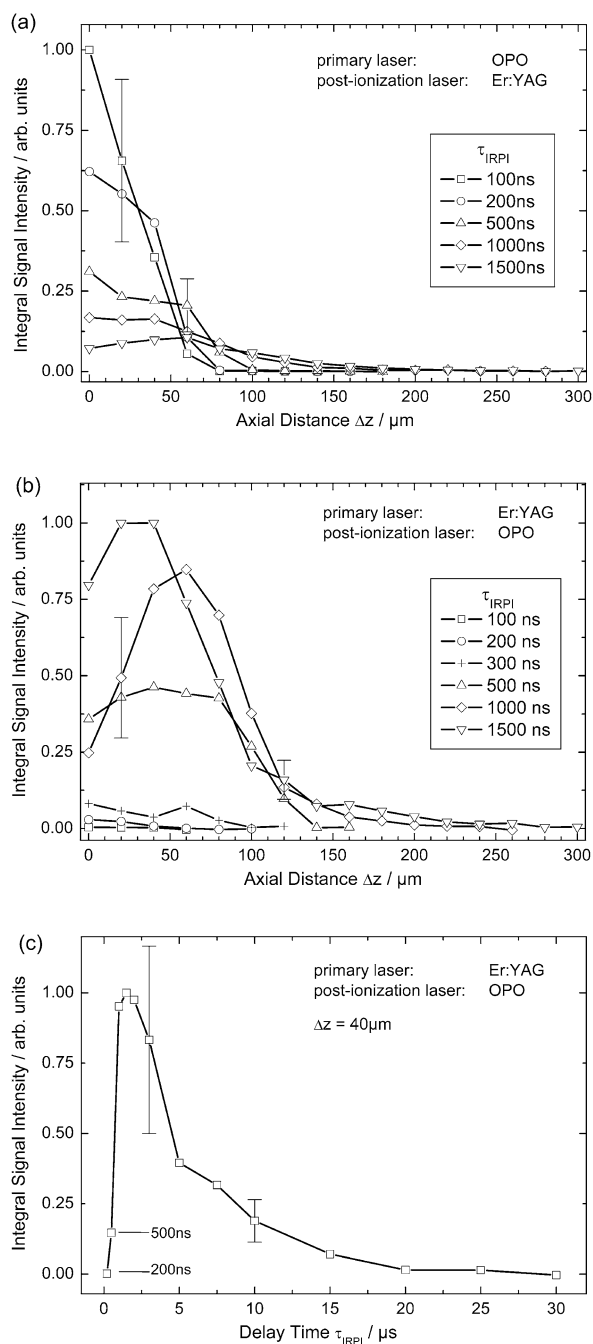 (a)
primary laser: OPO
post-ionization laser: Er:YAG
τIRPI
100ns
200ns
500ns
1000ns
1500ns
1.00
0.75
0.50
0.25
0.00
Integral Signal Intensity / arb. units
0 50 100 150 200 250 300
Axial Distance Δz / μm
(b)
primary laser: Er:YAG
post-ionization laser: OPO
τIRPI
100 ns
200 ns
300 ns
500 ns
1000 ns
1500 ns
1.00
0.75
0.50
0.25
0.00
Integral Signal Intensity / arb. units
0 50 100 150 200 250 300
Axial Distance Δz / μm
(c)
primary laser: Er:YAG
post-ionization laser: OPO
Δz = 40μm
1.00
0.75
0.50
0.25
0.00
Integral Signal Intensity / arb. units
500ns
200ns
0 5 10 15 20 25 30
Delay Time τIRPI / μs